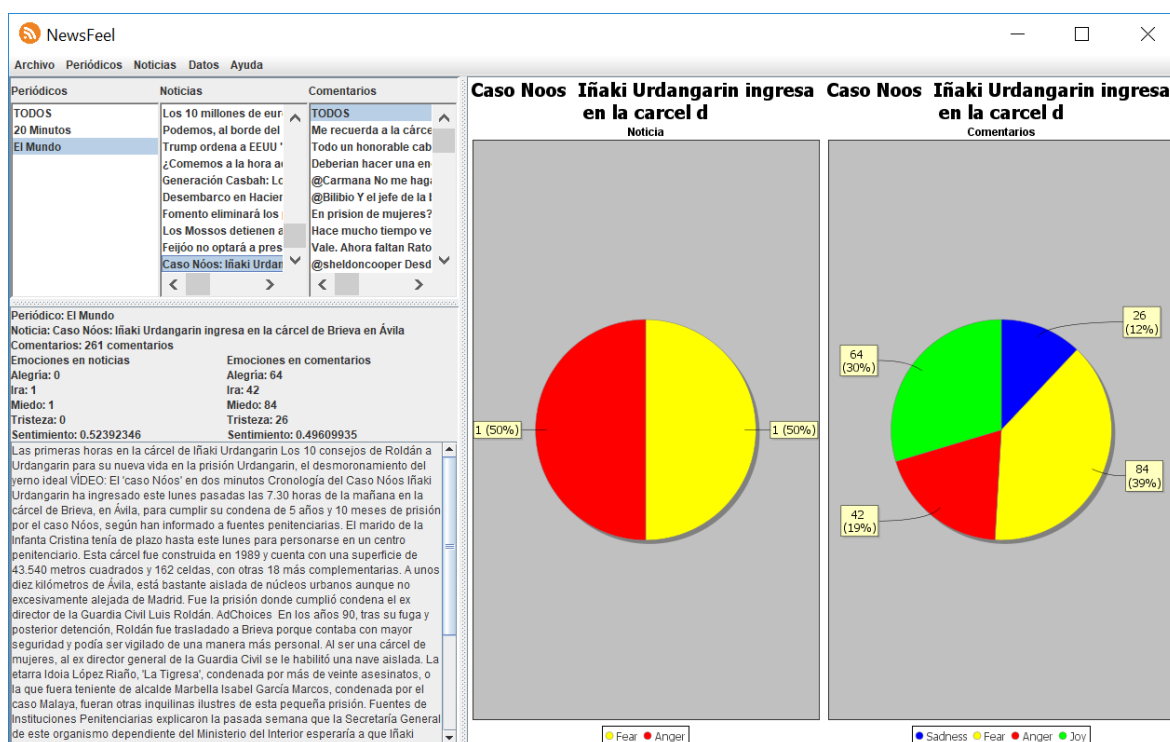 NewsFeel
Archivo Periódicos Noticias Datos Ayuda
Periódicos
TODOS
20 Minutos
El Mundo
Noticias
Los 10 millones de eur
Podemos, al borde del
Trump ordena a EEUU '
¿Comemos a la hora a
Generación Casbah: Lo
Desembarco en Hacien
Fomento eliminará los
Los Mossos detienen a
Feijóo no optará a pres
Caso Nóos: Iñaki Urdan
Comentarios
TODOS
Me recuerda a la cárce
Todo un honorable cab
Deberian hacer una en
@Carmana No me hag
@Bilibio Y el jefe de la
En prision de mujeres?
Hace mucho tiempo ve
Vale. Ahora faltan Rato
@sheldoncooper Desd
Periódico: El Mundo
Noticia: Caso Nóos: Iñaki Urdangarin ingresa en la cárcel de Brieva en Ávila
Comentarios: 261 comentarios
Emociones en noticias
Alegría: 0
Ira: 1
Miedo: 1
Tristeza: 0
Sentimiento: 0.52392346
Emociones en comentarios
Alegría: 64
Ira: 42
Miedo: 84
Tristeza: 26
Sentimiento: 0.49609935
Las primeras horas en la cárcel de Iñaki Urdangarin Los 10 consejos de Roldán a
Urdangarin para su nueva vida en la prisión Urdangarin, el desmoronamiento del
yerno ideal VÍDEO: El 'caso Nóos' en dos minutos Cronología del Caso Nóos Iñaki
Urdangarin ha ingresado este lunes pasadas las 7.30 horas de la mañana en la
cárcel de Brieva, en Ávila, para cumplir su condena de 5 años y 10 meses de prisión
por el caso Nóos, según han informado a fuentes penitenciarias. El marido de la
Infanta Cristina tenía de plazo hasta este lunes para personarse en un centro
penitenciario. Esta cárcel fue construida en 1989 y cuenta con una superficie de
43.540 metros cuadrados y 162 celdas, con otras 18 más complementarias. A unos
diez kilómetros de Ávila, está bastante aislada de núcleos urbanos aunque no
excesivamente alejada de Madrid. Fue la prisión donde cumplió condena el ex
director de la Guardia Civil Luis Roldán. AdChoices En los años 90, tras su fuga y
posterior detención, Roldán fue trasladado a Brieva porque contaba con mayor
seguridad y podía ser vigilado de una manera más personal. Al ser una cárcel de
mujeres, al ex director general de la Guardia Civil se le habilitó una nave aislada. La
etarra Idoia López Riaño, 'La Tigresa', condenada por más de veinte asesinatos, o
la que fuera teniente de alcalde Marbella Isabel García Marcos, condenada por el
caso Malaya, fueran otras inquilinas ilustres de esta pequeña prisión. Fuentes de
Instituciones Penitenciarias explicaron la pasada semana que la Secretaría General
de este organismo dependiente del Ministerio del Interior esperaría a que Iñaki
Caso Noos Iñaki Urdangarin ingresa
en la carcel d
Noticia
1 (50%)
1 (50%)
Fear Anger
Caso Noos Iñaki Urdangarin ingresa
en la carcel d
Comentarios
26
(12%)
64
(30%)
84
(39%)
42
(19%)
Sadness Fear Anger Joy